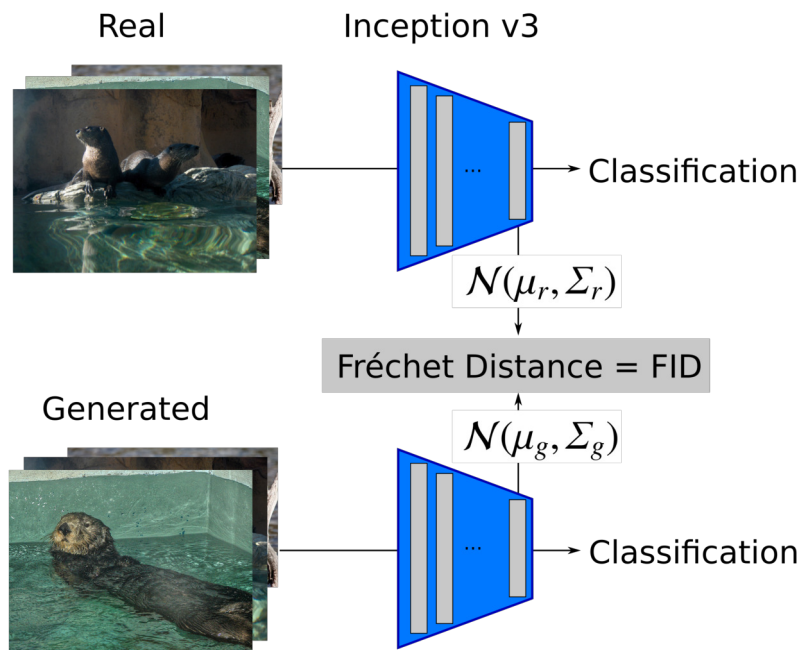 Real
Inception v3
...
Classification
𝒩(μr, Σr)
Fréchet Distance = FID
Generated
𝒩(μg, Σg)
...
Classification